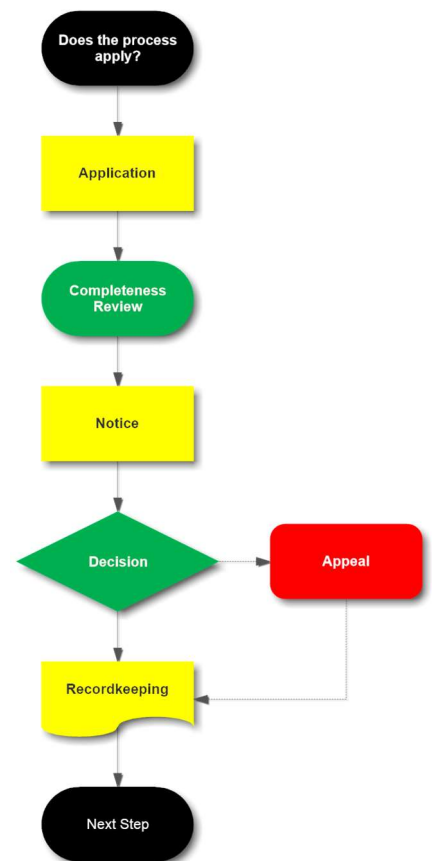 Does the process
apply?
Application
Completeness
Review
Notice
Decision
Appeal
Recordkeeping
Next Step